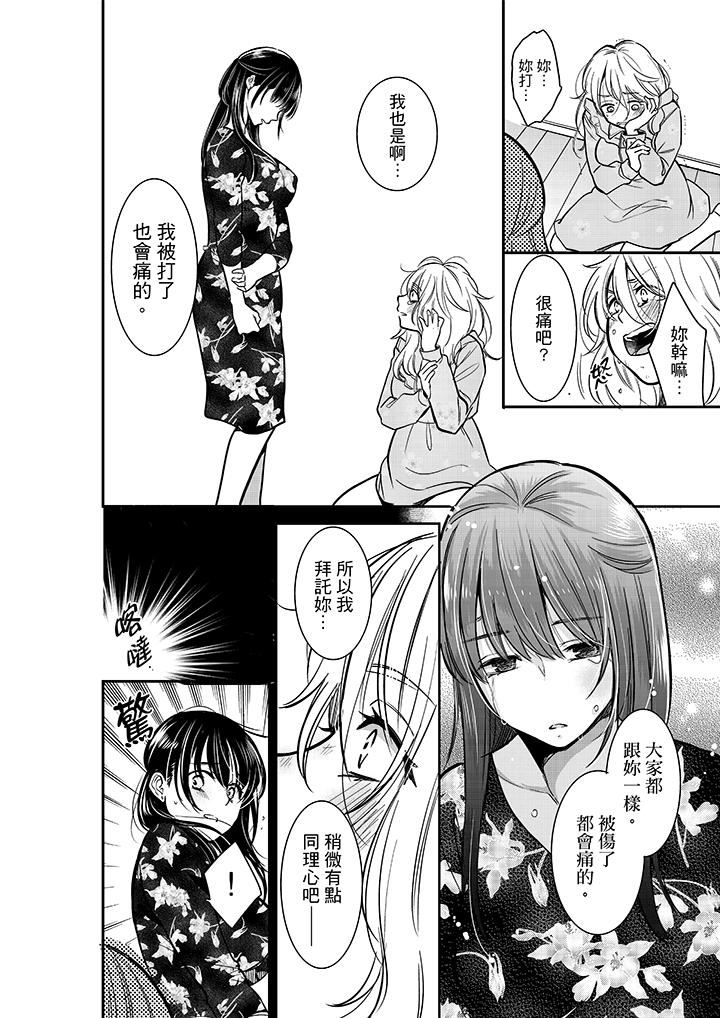 妳…
妳打…
妳幹嘛…
怒
很痛吧？
我也是啊…
我被打了
也會痛的。
大家都
跟妳一樣。
被傷了
都會痛的。
所以我
拜託妳…
稍微有點
同理心吧——
喀噠
驚
！